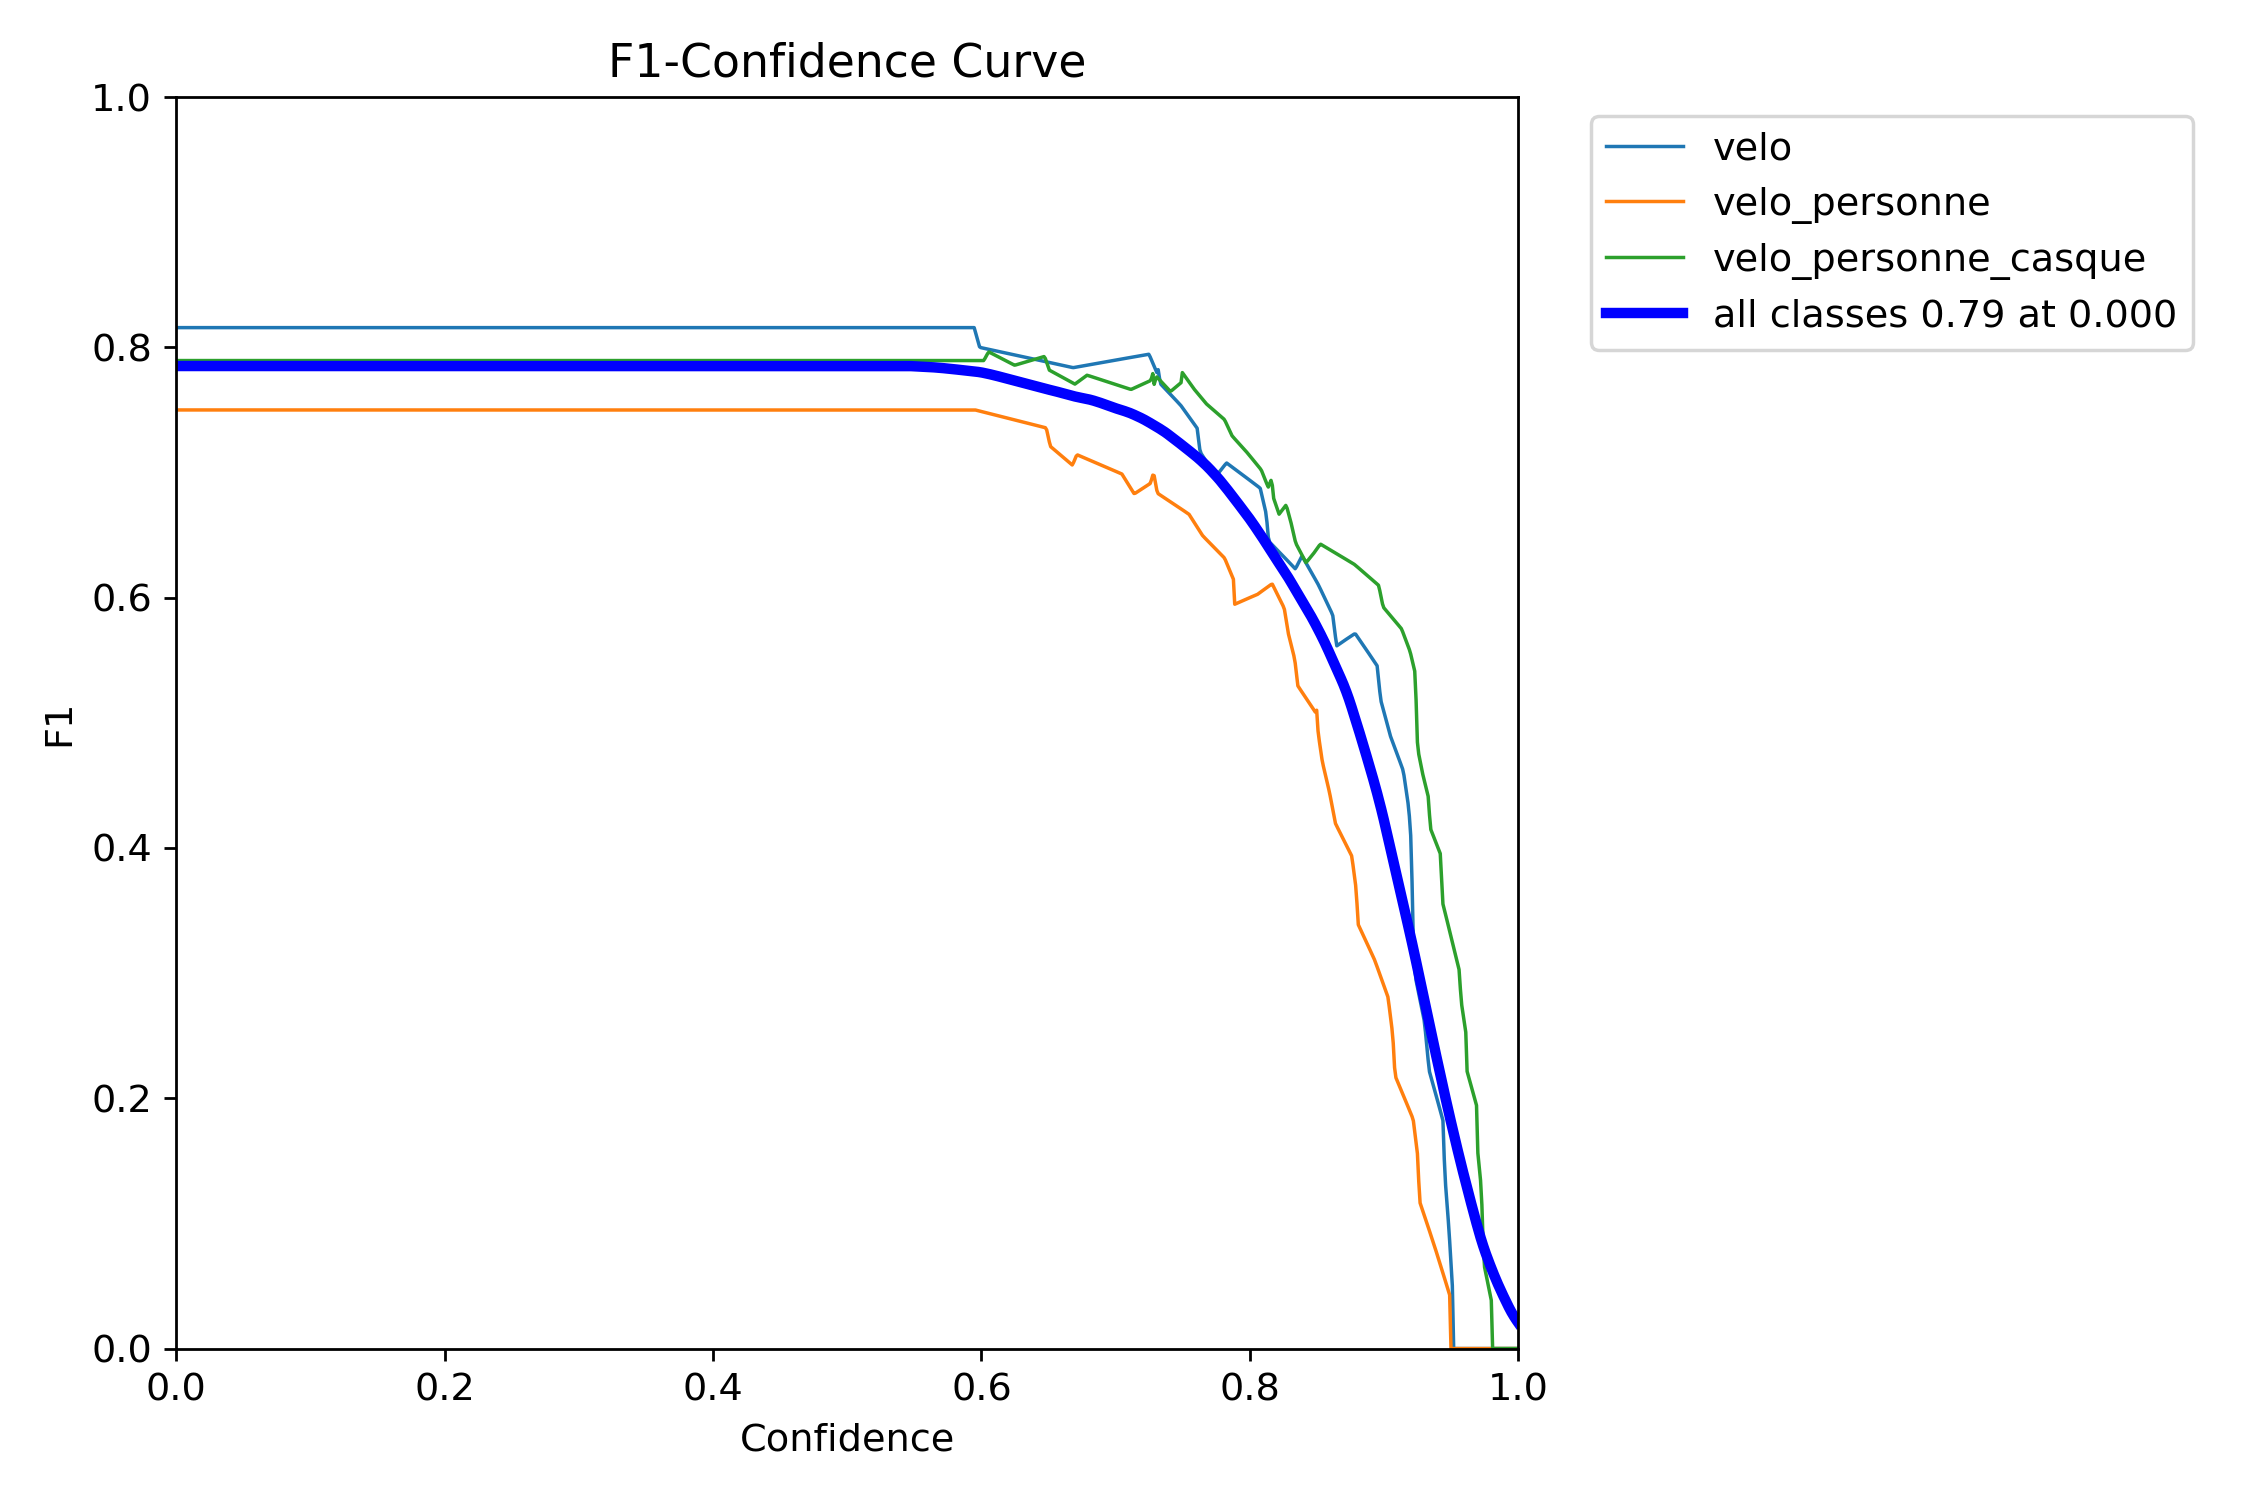 F1-Confidence Curve
1.0
0.8
0.6
0.4
0.2
0.0
F1
0.0 0.2 0.4 0.6 0.8 1.0
Confidence
velo
velo_personne
velo_personne_casque
all classes 0.79 at 0.000